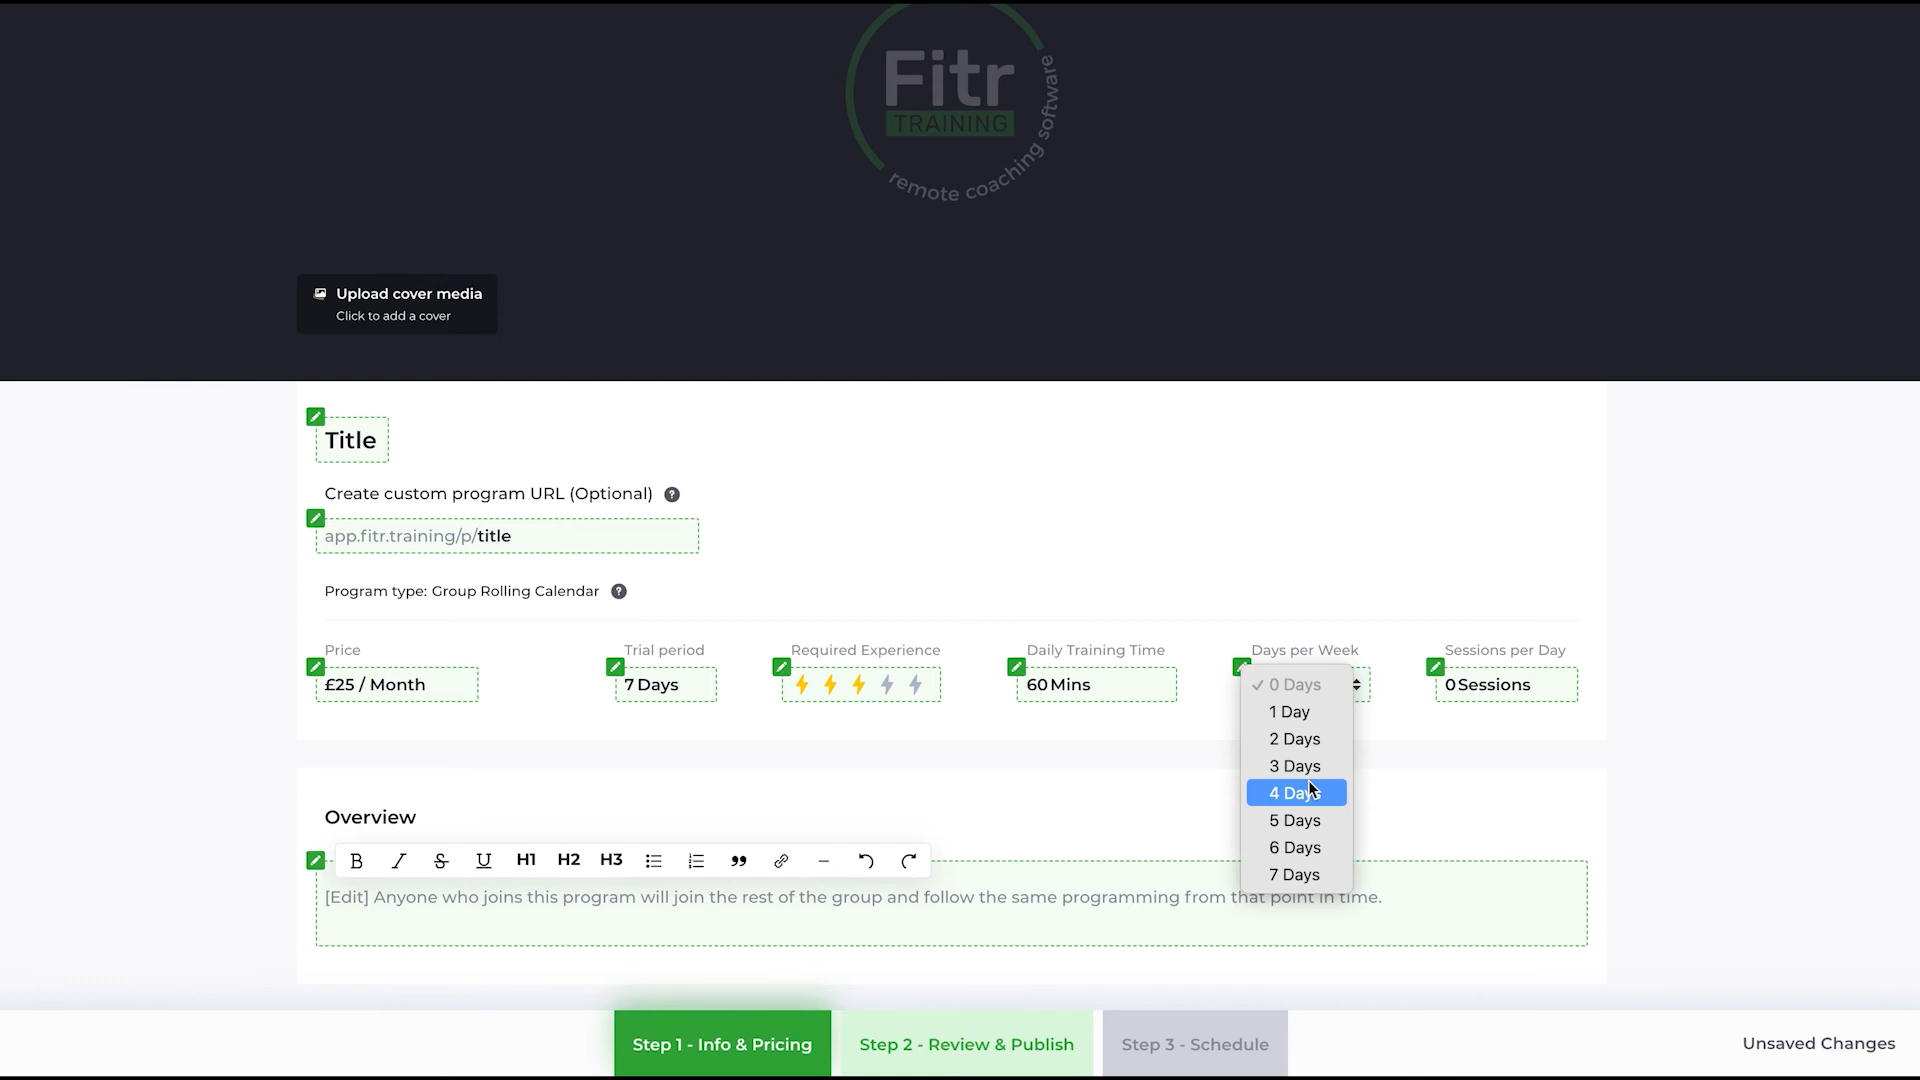 Fitr
TRAINING
remote coaching software
Upload cover media
Click to add a cover
Title
Create custom program URL (Optional) ?
app.fitr.training/p/title
Program type: Group Rolling Calendar ?
Price
Trial period
Required Experience
Daily Training Time
Days per Week
Sessions per Day
£25 / Month
7 Days
60 Mins
✓ 0 Days
0 Sessions
1 Day
2 Days
3 Days
4 Days
5 Days
6 Days
7 Days
Overview
B I S U H1 H2 H3
[Edit] Anyone who joins this program will join the rest of the group and follow the same programming from that point in time.
Step 1 - Info & Pricing
Step 2 - Review & Publish
Step 3 - Schedule
Unsaved Changes